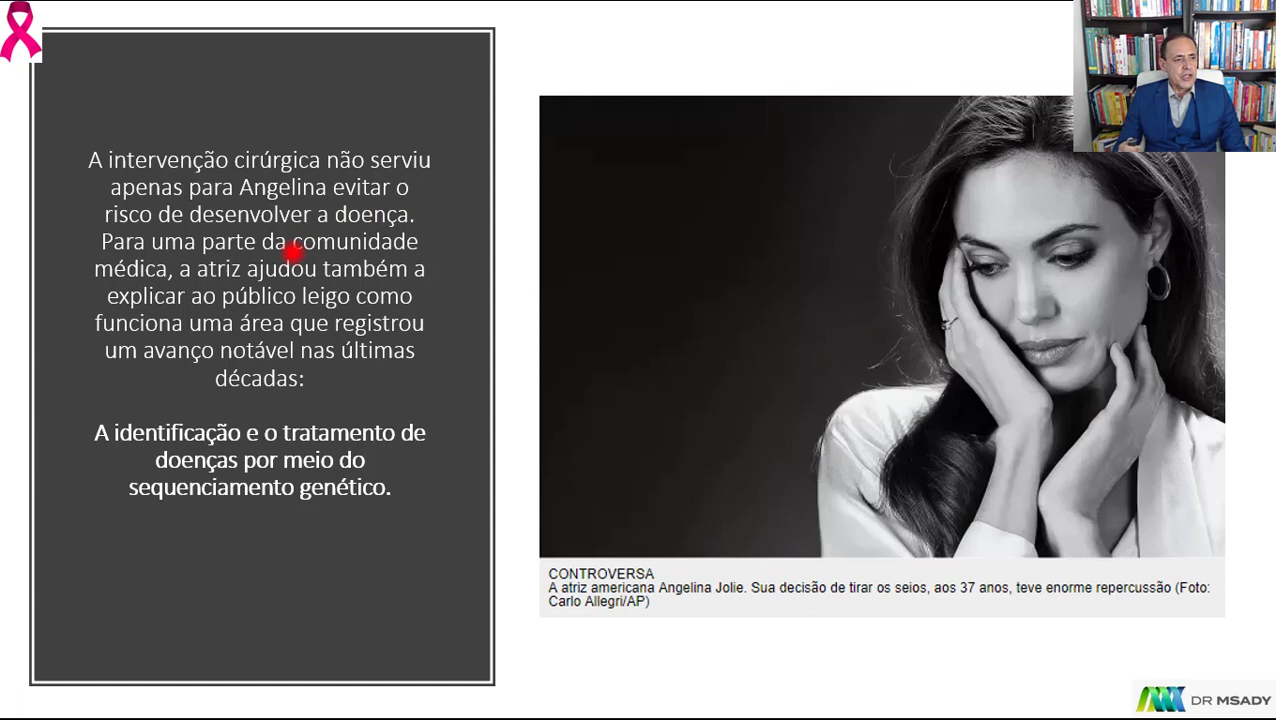 A intervenção cirúrgica não serviu
apenas para Angelina evitar o
risco de desenvolver a doença.
Para uma parte da comunidade
médica, a atriz ajudou também a
explicar ao público leigo como
funciona uma área que registrou
um avanço notável nas últimas
décadas:
A identificação e o tratamento de
doenças por meio do
sequenciamento genético.
CONTROVERSA
A atriz americana Angelina Jolie. Sua decisão de tirar os seios, aos 37 anos, teve enorme repercussão (Foto:
Carlo Allegri/AP)
DR MSADY